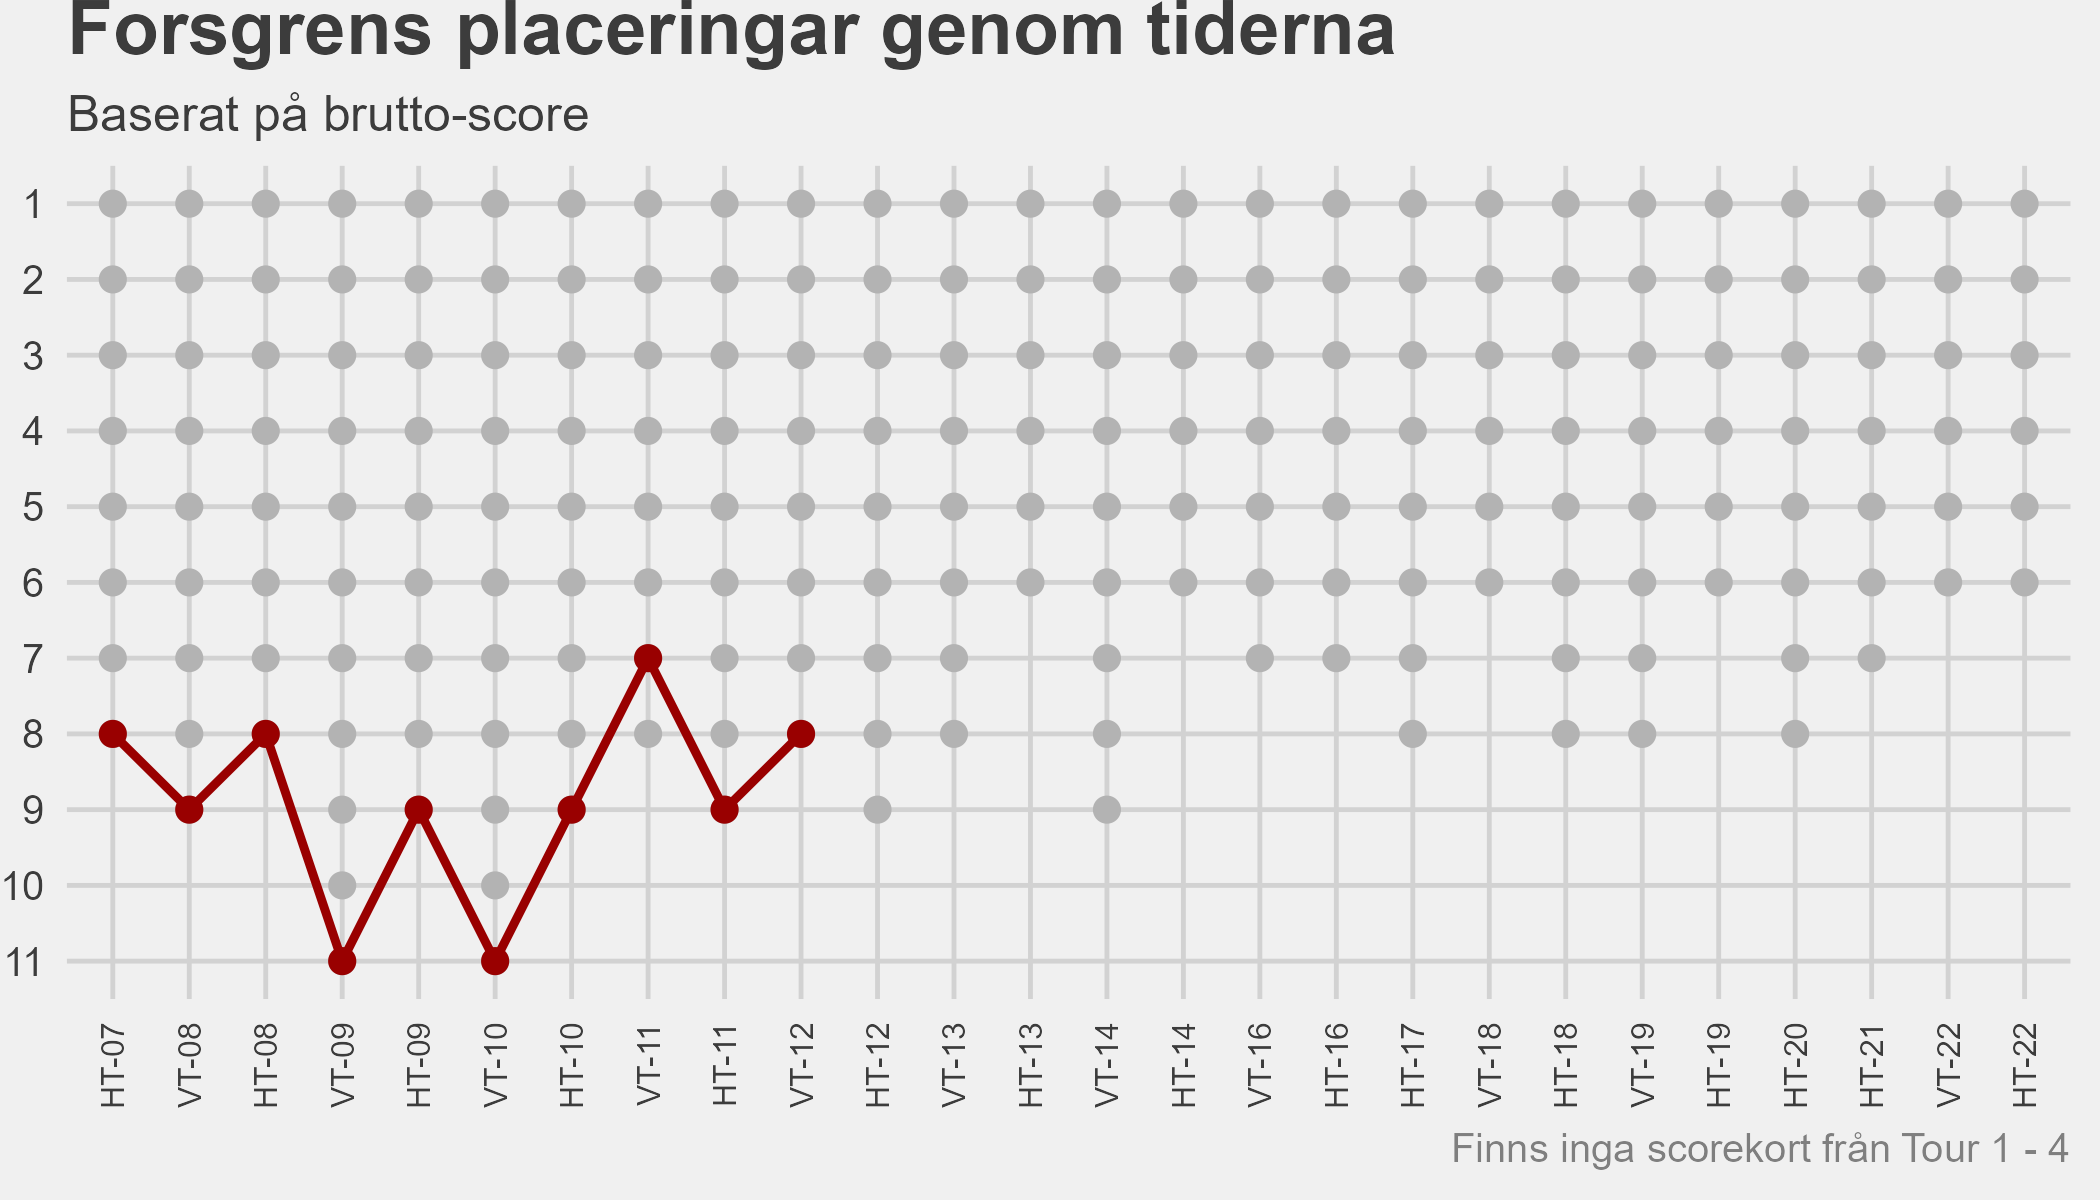 Forsgrens placeringar genom tiderna
Baserat på brutto-score
1
2
3
4
5
6
7
8
9
10
11
HT-07
VT-08
HT-08
VT-09
HT-09
VT-10
HT-10
VT-11
HT-11
VT-12
HT-12
VT-13
HT-13
VT-14
HT-14
VT-16
HT-16
HT-17
VT-18
HT-18
VT-19
HT-19
HT-20
HT-21
VT-22
HT-22
Finns inga scorekort från Tour 1 - 4